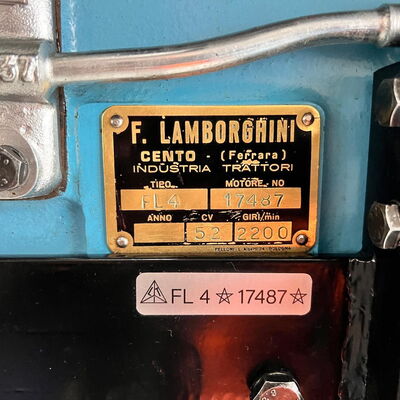 37
F. LAMBORGHINI
CENTO - (Ferrara)
INDUSTRIA TRATTORI
TIPO MOTORE NO
FL4 17487
ANNO CV GIRI/min
52 2200
FL 4 ☆ 17487 ☆